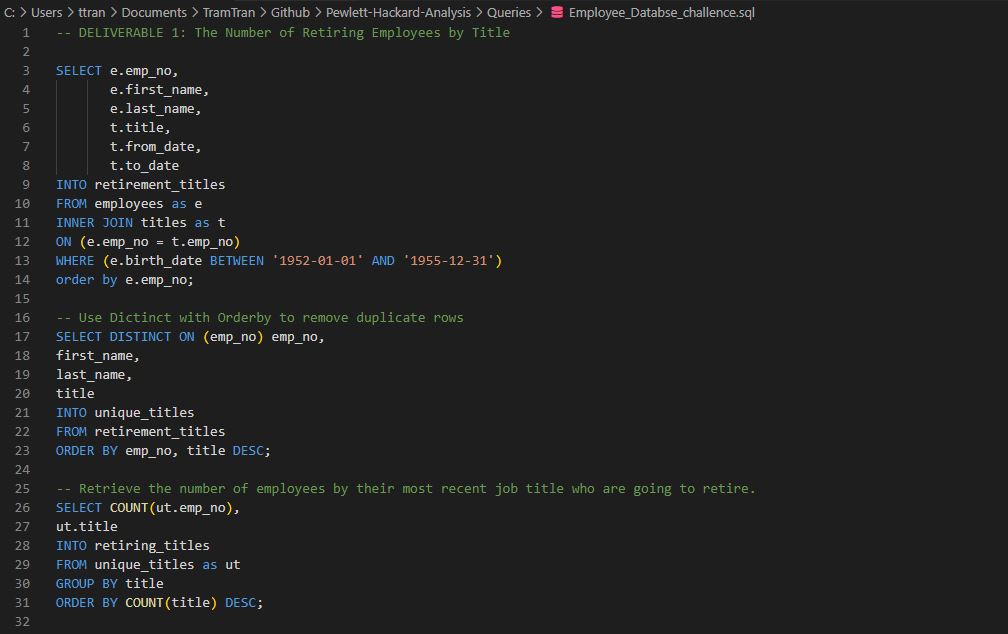 C: > Users > ttran > Documents > TramTran > Github > Pewlett-Hackard-Analysis > Queries > Employee_Databse_challence.sql
1 -- DELIVERABLE 1: The Number of Retiring Employees by Title
2
3 SELECT e.emp_no,
4 e.first_name,
5 e.last_name,
6 t.title,
7 t.from_date,
8 t.to_date
9 INTO retirement_titles
10 FROM employees as e
11 INNER JOIN titles as t
12 ON (e.emp_no = t.emp_no)
13 WHERE (e.birth_date BETWEEN '1952-01-01' AND '1955-12-31')
14 order by e.emp_no;
15
16 -- Use Dictinct with Orderby to remove duplicate rows
17 SELECT DISTINCT ON (emp_no) emp_no,
18 first_name,
19 last_name,
20 title
21 INTO unique_titles
22 FROM retirement_titles
23 ORDER BY emp_no, title DESC;
24
25 -- Retrieve the number of employees by their most recent job title who are going to retire.
26 SELECT COUNT(ut.emp_no),
27 ut.title
28 INTO retiring_titles
29 FROM unique_titles as ut
30 GROUP BY title
31 ORDER BY COUNT(title) DESC;
32